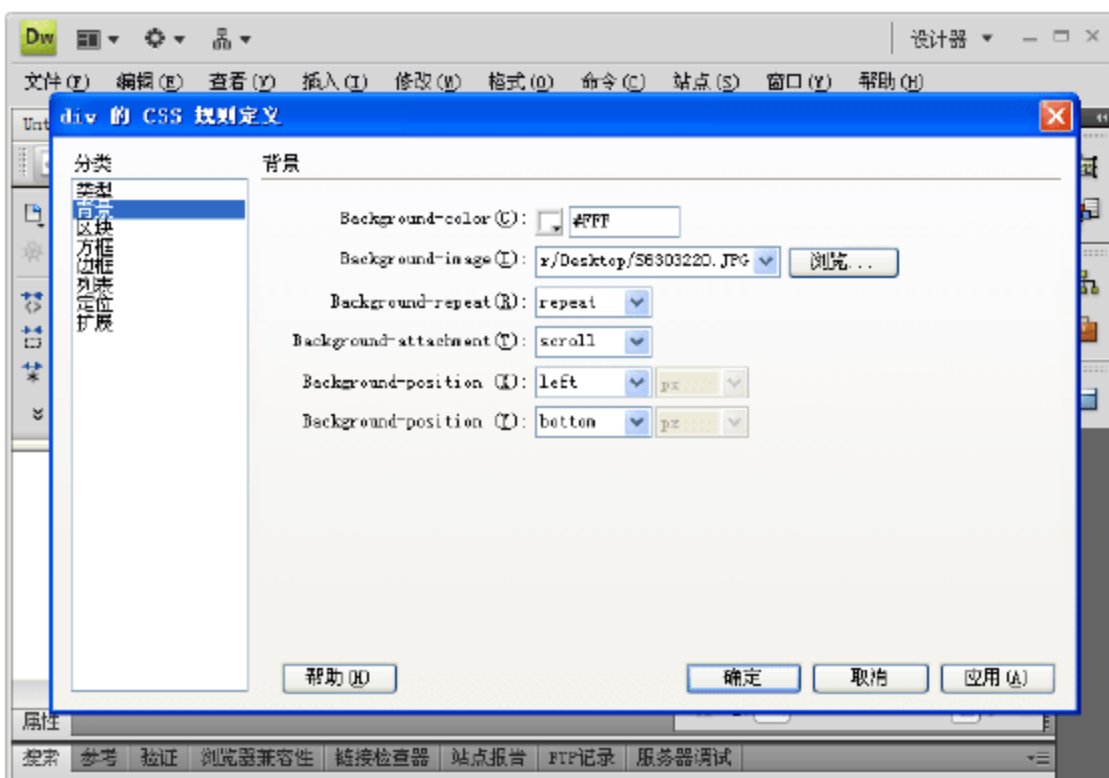 Dw
设计器
文件(F) 编辑(E) 查看(V) 插入(I) 修改(M) 格式(O) 命令(C) 站点(S) 窗口(W) 帮助(H)
Unt
div 的 CSS 规则定义
分类
背景
类型
背景
区块
方框
边框
列表
定位
扩展
Background-color(C): #FFF
Background-image(I): r/Desktop/S6303220.JPG 浏览...
Background-repeat(R): repeat
Background-attachment(T): scroll
Background-position (X): left px
Background-position (Y): bottom px
帮助(H) 确定 取消 应用(A)
属性
搜索 参考 验证 浏览器兼容性 链接检查器 站点报告 FTP记录 服务器调试